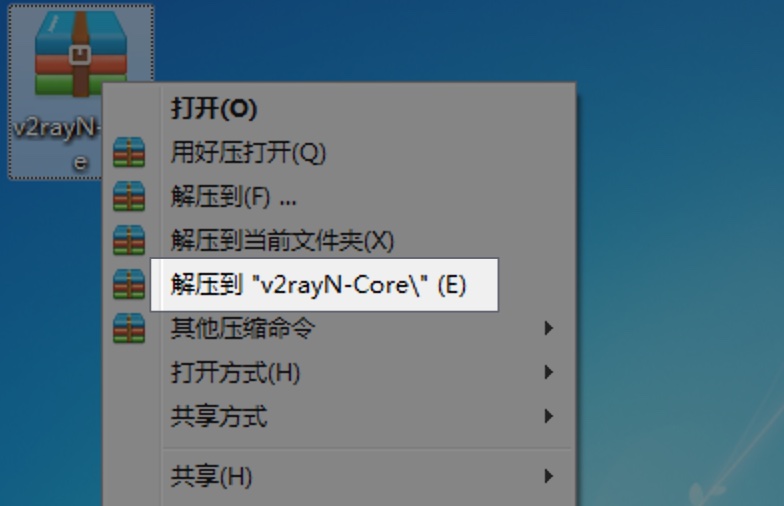 v2rayN-
e
打开(O)
用好压打开(Q)
解压到(F) ...
解压到当前文件夹(X)
解压到 "v2rayN-Core\" (E)
其他压缩命令
打开方式(H)
共享方式
共享(H)